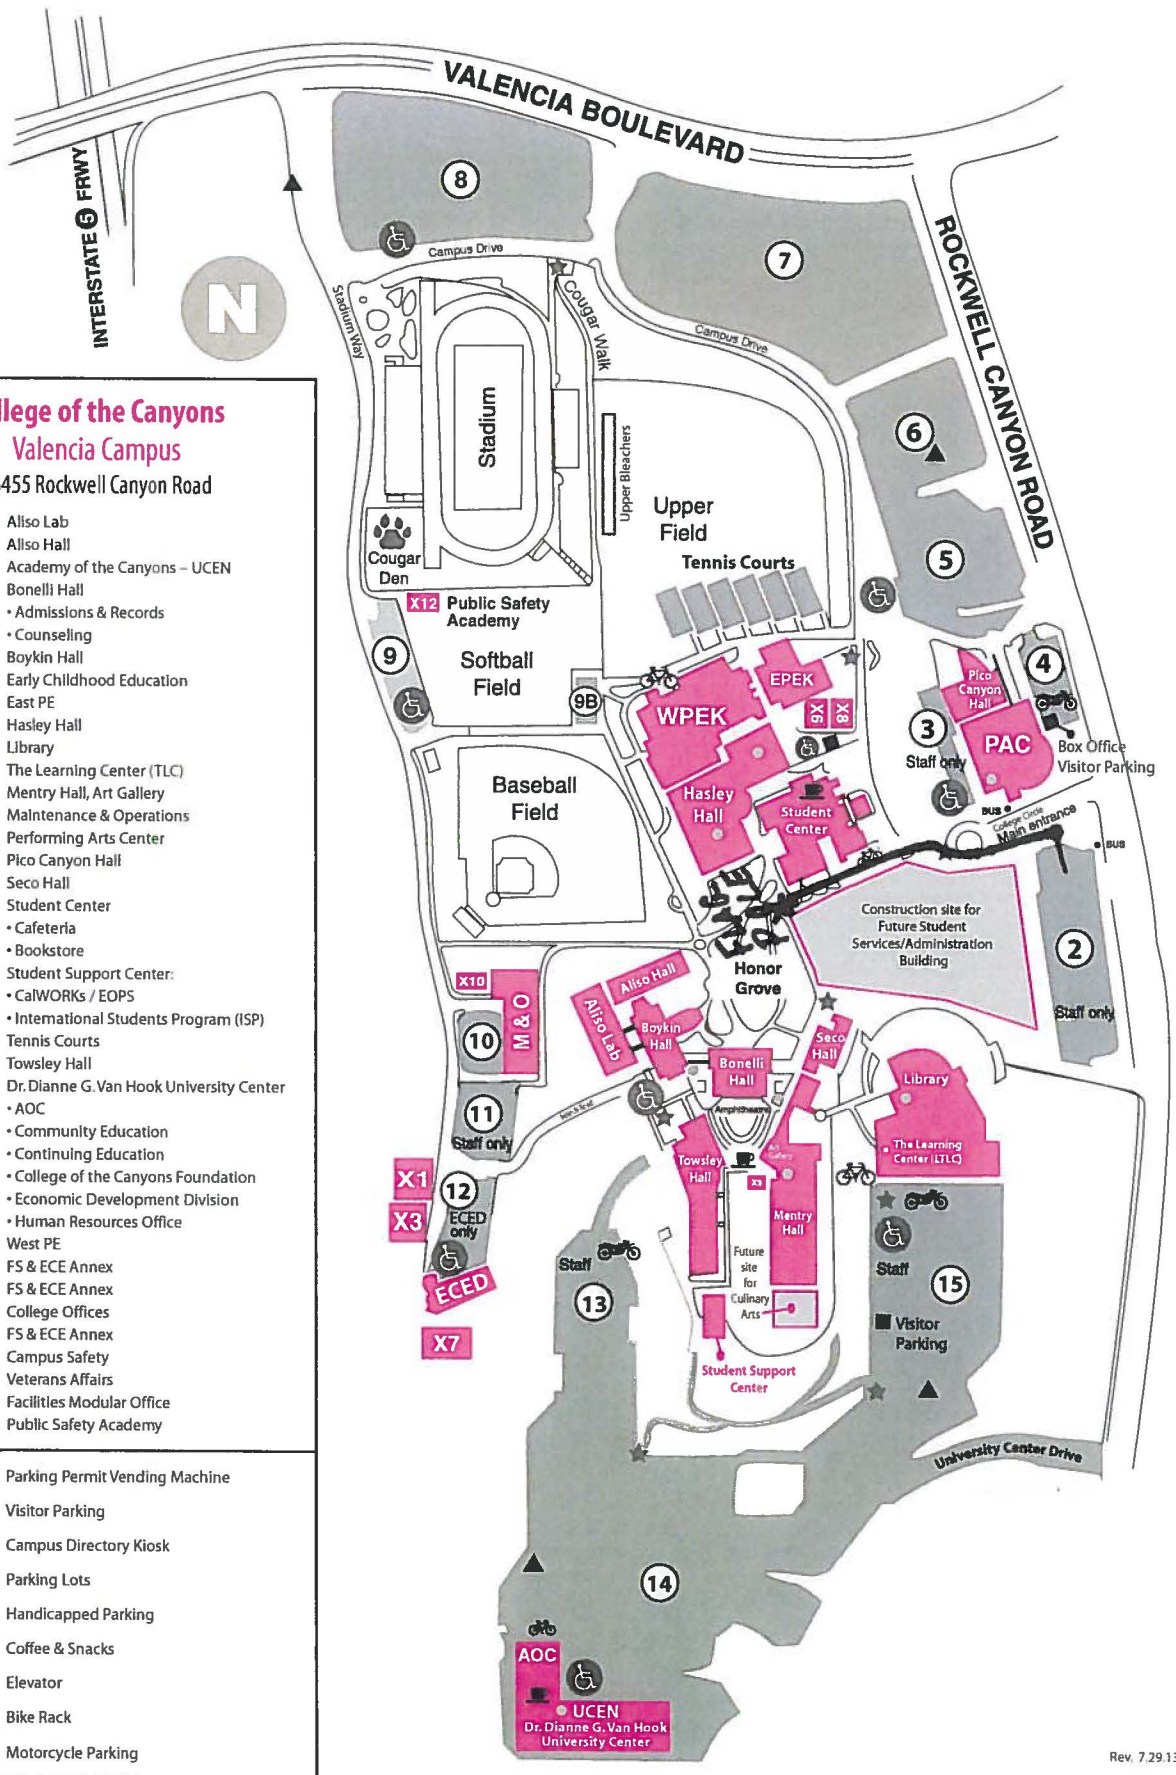 VALENCIA BOULEVARD
INTERSTATE 5 FRWY
ROCKWELL CANYON ROAD
N
8
7
Campus Drive
Stadium Way
Cougar Walk
Campus Drive
Stadium
Upper Bleachers
6
5
Upper
Field
Tennis Courts
Cougar
Den
X12 Public Safety
Academy
9
Softball
Field
9B
WPEK
EPEK
X6
X8
Pico
Canyon
Hall
4
3
Staff only
PAC
Box Office
Visitor Parking
BUS
College Circle
Main entrance
BUS
Baseball
Field
Hasley
Hall
Student
Center
Construction site for
Future Student
Services/Administration
Building
2
Staff only
Honor
Grove
X10
M & O
10
Aliso Hall
Aliso Lab
Boykin
Hall
Bonelli
Hall
Seco
Hall
Library
The Learning
Center (TLC)
11
Staff only
Amphitheatre
Art
Gallery
Towsley
Hall
X9
Mentry
Hall
X1
X3
12
ECED
only
ECED
X7
Staff
13
Future
site
for
Culinary
Arts
Student Support
Center
Staff
15
Visitor
Parking
University Center Drive
14
AOC
UCEN
Dr. Dianne G. Van Hook
University Center
Rev. 7.29.13
llege of the Canyons
Valencia Campus
455 Rockwell Canyon Road
Aliso Lab
Aliso Hall
Academy of the Canyons – UCEN
Bonelli Hall
• Admissions & Records
• Counseling
Boykin Hall
Early Childhood Education
East PE
Hasley Hall
Library
The Learning Center (TLC)
Mentry Hall, Art Gallery
Maintenance & Operations
Performing Arts Center
Pico Canyon Hall
Seco Hall
Student Center
• Cafeteria
• Bookstore
Student Support Center:
• CalWORKs / EOPS
• International Students Program (ISP)
Tennis Courts
Towsley Hall
Dr. Dianne G. Van Hook University Center
• AOC
• Community Education
• Continuing Education
• College of the Canyons Foundation
• Economic Development Division
• Human Resources Office
West PE
FS & ECE Annex
FS & ECE Annex
College Offices
FS & ECE Annex
Campus Safety
Veterans Affairs
Facilities Modular Office
Public Safety Academy
Parking Permit Vending Machine
Visitor Parking
Campus Directory Kiosk
Parking Lots
Handicapped Parking
Coffee & Snacks
Elevator
Bike Rack
Motorcycle Parking